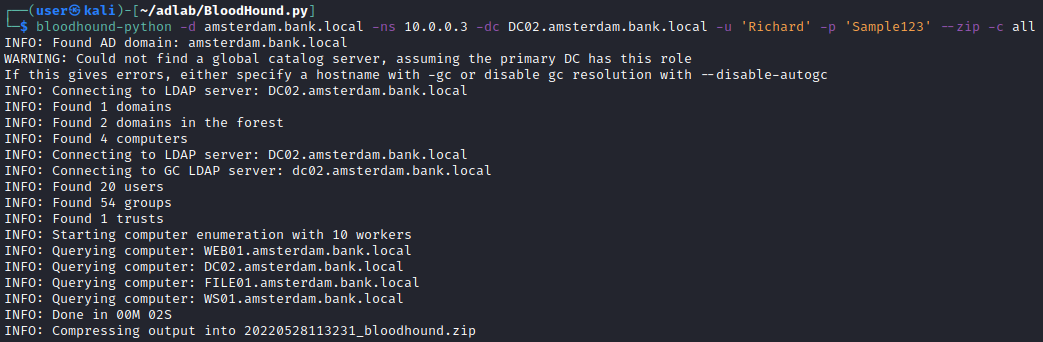 ┌──(user㉿kali)-[~/adlab/BloodHound.py]
└─$ bloodhound-python -d amsterdam.bank.local -ns 10.0.0.3 -dc DC02.amsterdam.bank.local -u 'Richard' -p 'Sample123' --zip -c all
INFO: Found AD domain: amsterdam.bank.local
WARNING: Could not find a global catalog server, assuming the primary DC has this role
If this gives errors, either specify a hostname with -gc or disable gc resolution with --disable-autogc
INFO: Connecting to LDAP server: DC02.amsterdam.bank.local
INFO: Found 1 domains
INFO: Found 2 domains in the forest
INFO: Found 4 computers
INFO: Connecting to LDAP server: DC02.amsterdam.bank.local
INFO: Connecting to GC LDAP server: dc02.amsterdam.bank.local
INFO: Found 20 users
INFO: Found 54 groups
INFO: Found 1 trusts
INFO: Starting computer enumeration with 10 workers
INFO: Querying computer: WEB01.amsterdam.bank.local
INFO: Querying computer: DC02.amsterdam.bank.local
INFO: Querying computer: FILE01.amsterdam.bank.local
INFO: Querying computer: WS01.amsterdam.bank.local
INFO: Done in 00M 02S
INFO: Compressing output into 20220528113231_bloodhound.zip